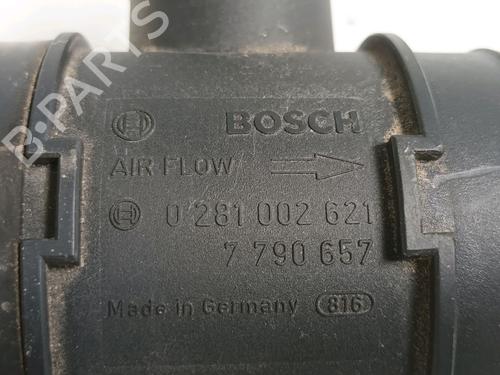 B-PARTS
BOSCH
AIR FLOW
0 281 002 621
7 790 657
Made in Germany 816